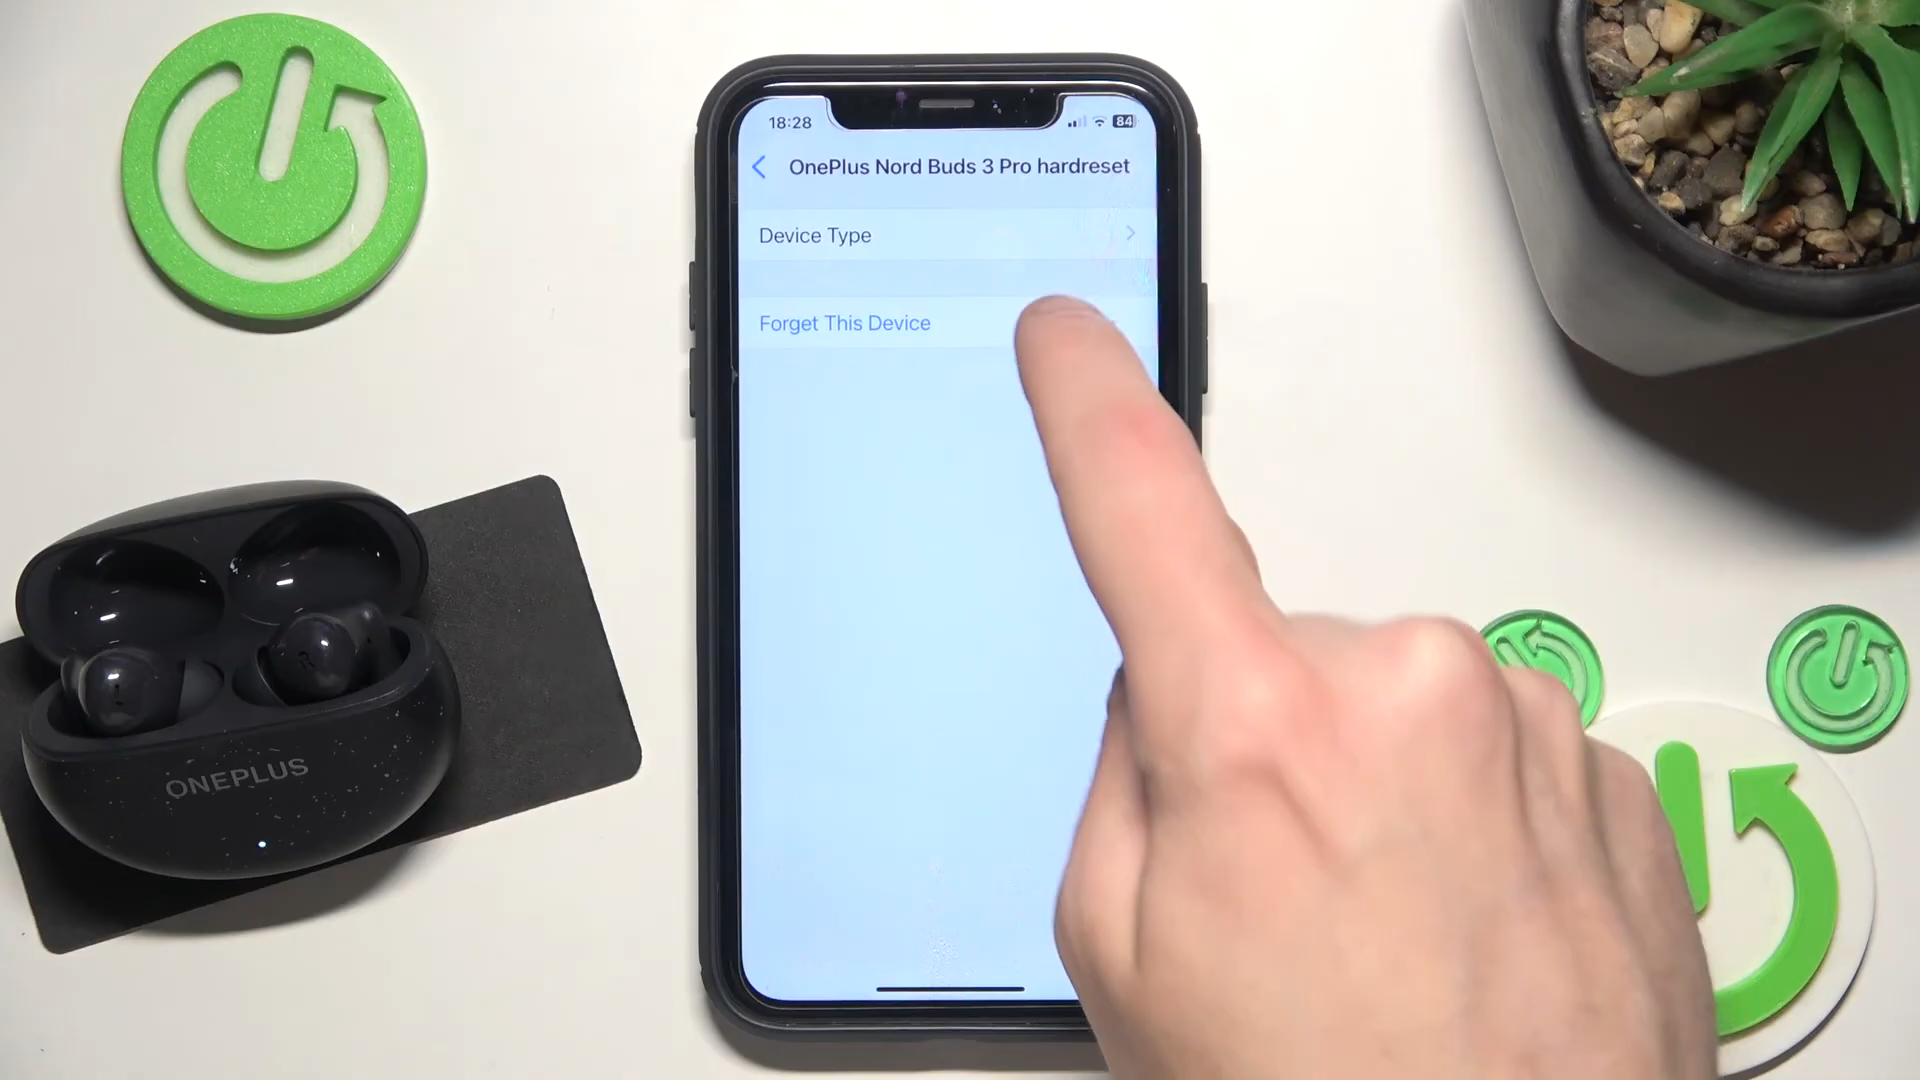 18:28
84
OnePlus Nord Buds 3 Pro hardreset
Device Type
Forget This Device
R
ONEPLUS